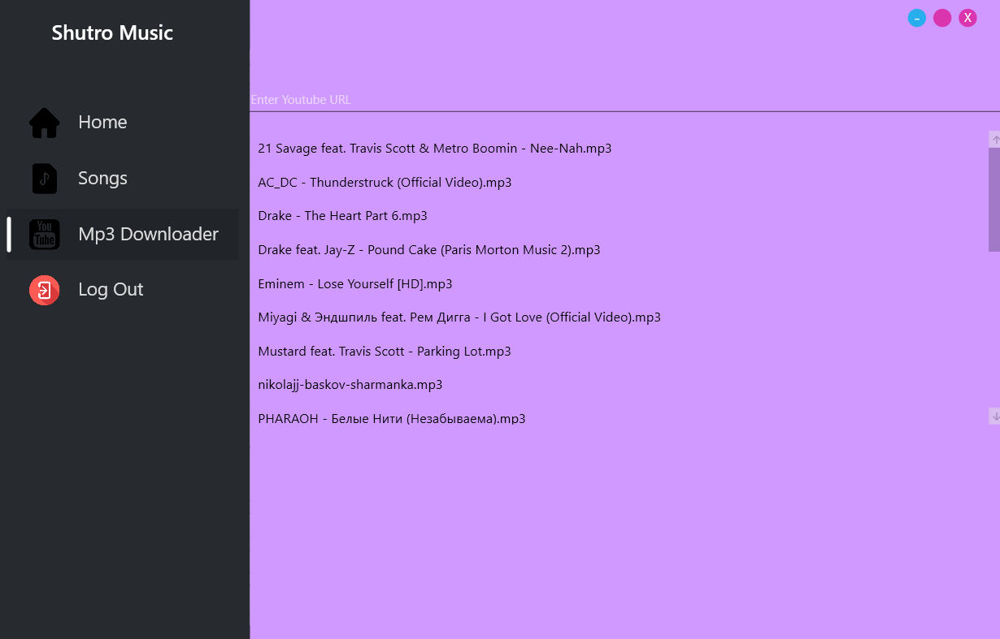 Shutro Music
–
X
Enter Youtube URL
Home
Songs
You
Tube
Mp3 Downloader
Log Out
21 Savage feat. Travis Scott & Metro Boomin - Nee-Nah.mp3
AC_DC - Thunderstruck (Official Video).mp3
Drake - The Heart Part 6.mp3
Drake feat. Jay-Z - Pound Cake (Paris Morton Music 2).mp3
Eminem - Lose Yourself [HD].mp3
Miyagi & Эндшпиль feat. Рем Дигга - I Got Love (Official Video).mp3
Mustard feat. Travis Scott - Parking Lot.mp3
nikolajj-baskov-sharmanka.mp3
PHARAOH - Белые Нити (Незабываема).mp3